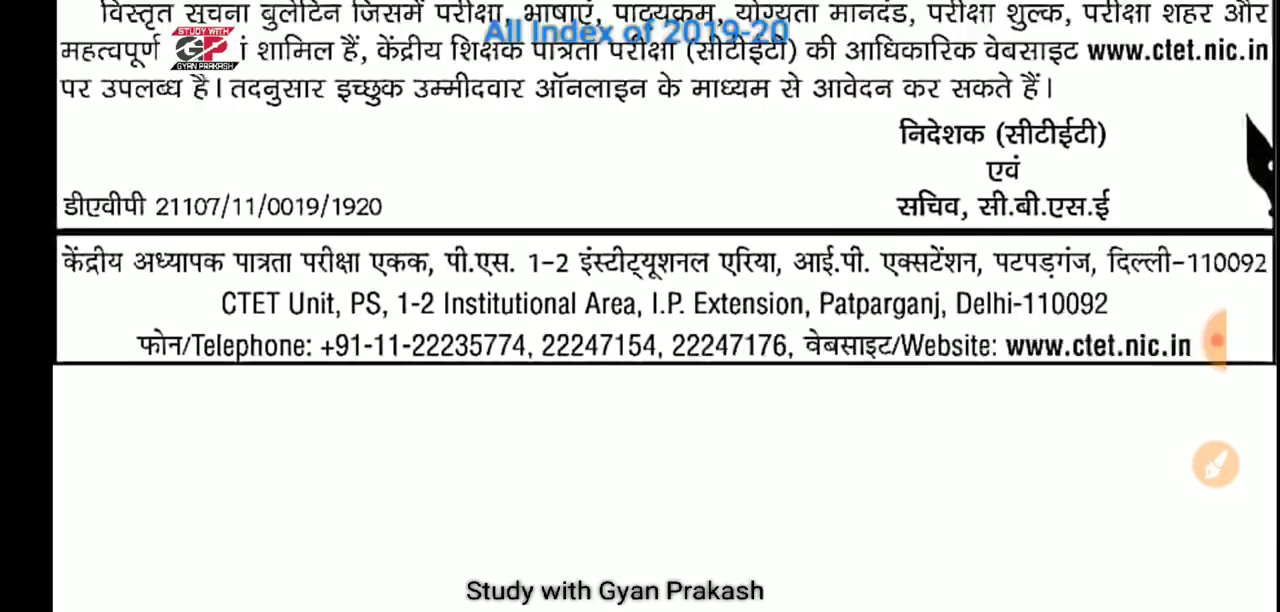 विस्तृत सूचना बुलेटिन जिसमें परीक्षा, भाषाएं, पाठ्यक्रम, योग्यता मानदंड, परीक्षा शुल्क, परीक्षा शहर और
All Index of 2019-20
STUDY WITH
GP
GYAN PRAKASH
महत्वपूर्ण शामिल हैं, केंद्रीय शिक्षक पात्रता परीक्षा (सीटीईटी) की आधिकारिक वेबसाइट www.ctet.nic.in
पर उपलब्ध है। तदनुसार इच्छुक उम्मीदवार ऑनलाइन के माध्यम से आवेदन कर सकते हैं।
निदेशक (सीटीईटी)
एवं
डीएवीपी 21107/11/0019/1920
सचिव, सी.बी.एस.ई
केंद्रीय अध्यापक पात्रता परीक्षा एकक, पी.एस. 1-2 इंस्टीट्यूशनल एरिया, आई.पी. एक्सटेंशन, पटपड़गंज, दिल्ली-110092
CTET Unit, PS, 1-2 Institutional Area, I.P. Extension, Patparganj, Delhi-110092
फोन/Telephone: +91-11-22235774, 22247154, 22247176, वेबसाइट/Website: www.ctet.nic.in
Study with Gyan Prakash